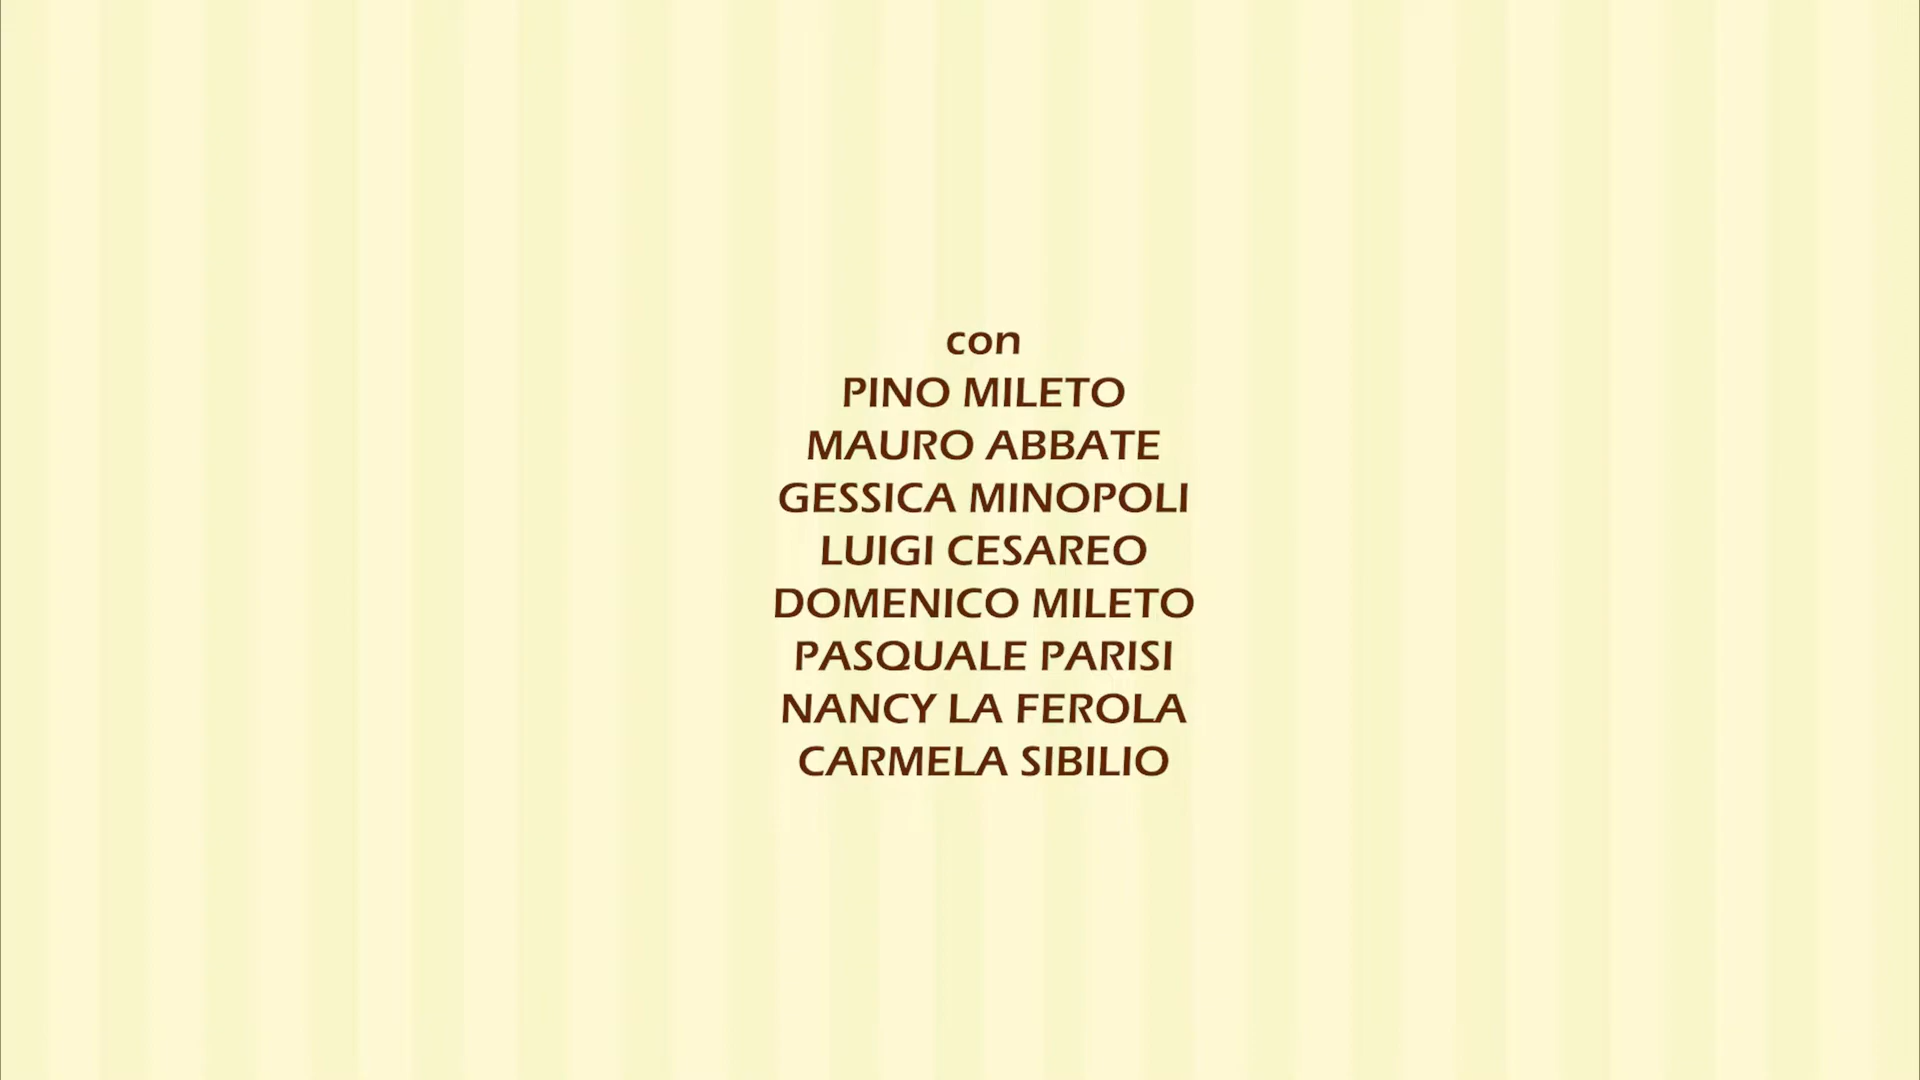 con
PINO MILETO
MAURO ABBATE
GESSICA MINOPOLI
LUIGI CESAREO
DOMENICO MILETO
PASQUALE PARISI
NANCY LA FEROLA
CARMELA SIBILIO